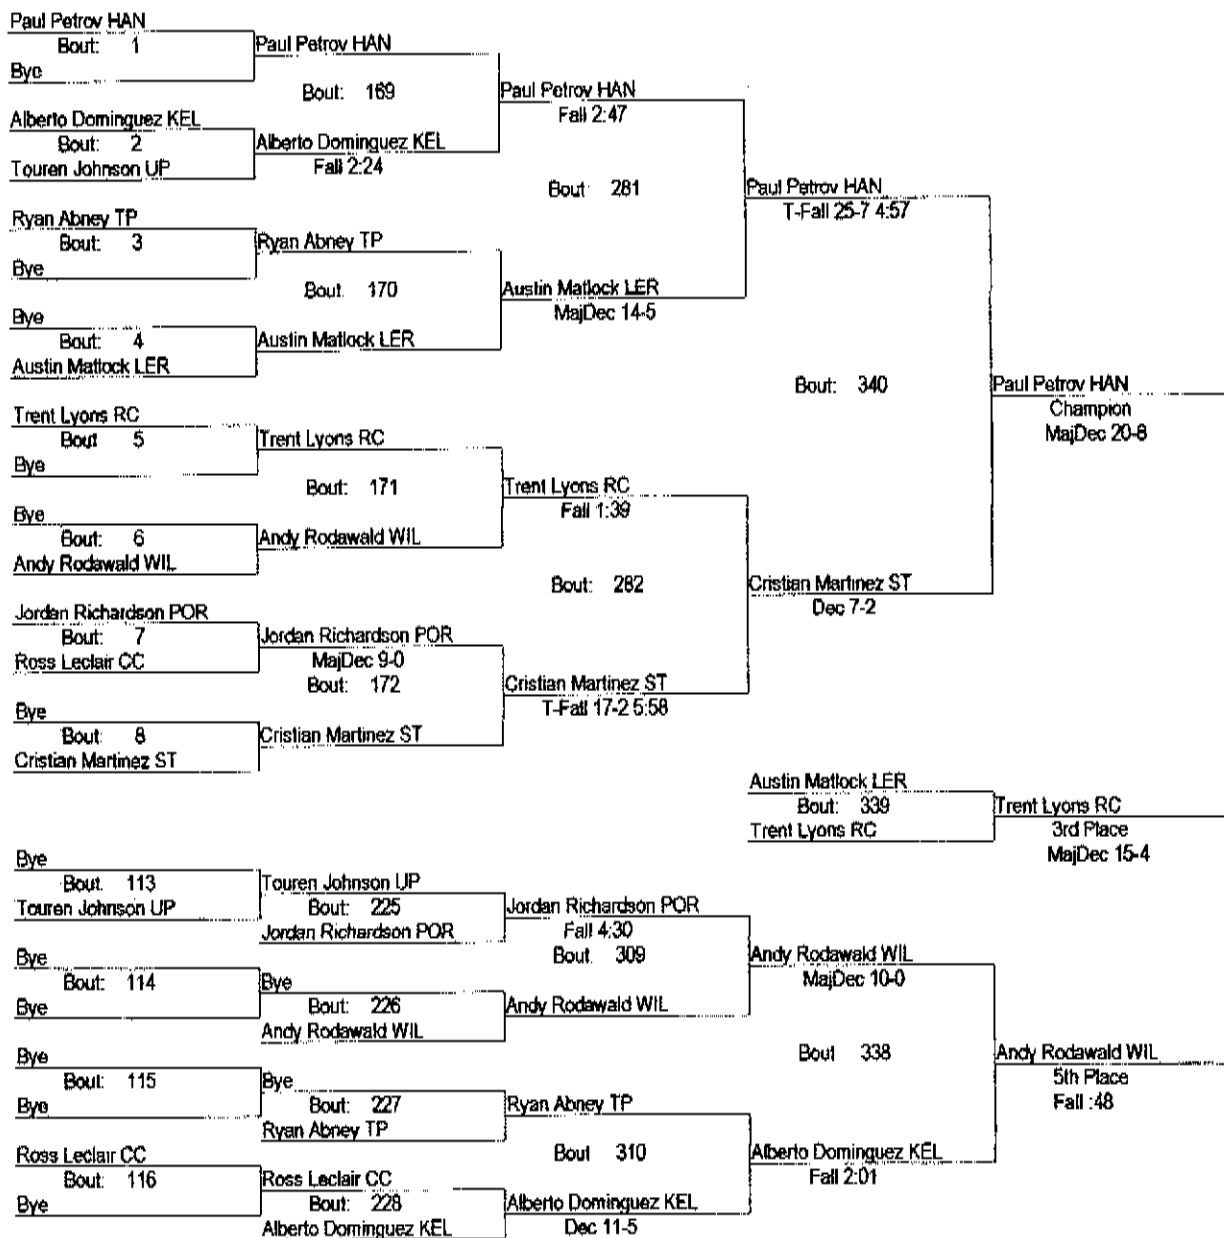 Paul Petrov HAN
Bout: 1
Bye
Paul Petrov HAN
Bout: 169
Alberto Dominguez KEL
Bout: 2
Touren Johnson UP
Alberto Dominguez KEL
Fall 2:24
Paul Petrov HAN
Fall 2:47
Bout: 281
Ryan Abney TP
Bout: 3
Bye
Ryan Abney TP
Bout. 170
Bye
Bout: 4
Austin Matlock LER
Austin Matlock LER
Austin Matlock LER
MajDec 14-5
Paul Petrov HAN
T-Fall 25-7 4:57
Bout: 340
Trent Lyons RC
Bout 5
Bye
Trent Lyons RC
Bout: 171
Bye
Bout: 6
Andy Rodawald WIL
Andy Rodawald WIL
Trent Lyons RC
Fall 1:39
Bout: 282
Jordan Richardson POR
Bout: 7
Ross Leclair CC
Jordan Richardson POR
MajDec 9-0
Bout: 172
Bye
Bout: 8
Cristian Martinez ST
Cristian Martinez ST
Cristian Martinez ST
T-Fall 17-2 5:58
Cristian Martinez ST
Dec 7-2
Paul Petrov HAN
Champion
MajDec 20-8
Austin Matlock LER
Bout: 339
Trent Lyons RC
Trent Lyons RC
3rd Place
MajDec 15-4
Bye
Bout. 113
Touren Johnson UP
Touren Johnson UP
Bout: 225
Jordan Richardson POR
Jordan Richardson POR
Fall 4:30
Bout. 309
Bye
Bout: 114
Bye
Bye
Bout: 226
Andy Rodawald WIL
Andy Rodawald WIL
Andy Rodawald WIL
MajDec 10-0
Bout 338
Bye
Bout: 115
Bye
Bye
Bout: 227
Ryan Abney TP
Ryan Abney TP
Bout 310
Ross Leclair CC
Bout: 116
Bye
Ross Leclair CC
Bout: 228
Alberto Dominguez KEL
Alberto Dominguez KEL
Dec 11-5
Alberto Dominguez KEL
Fall 2:01
Andy Rodawald WIL
5th Place
Fall :48